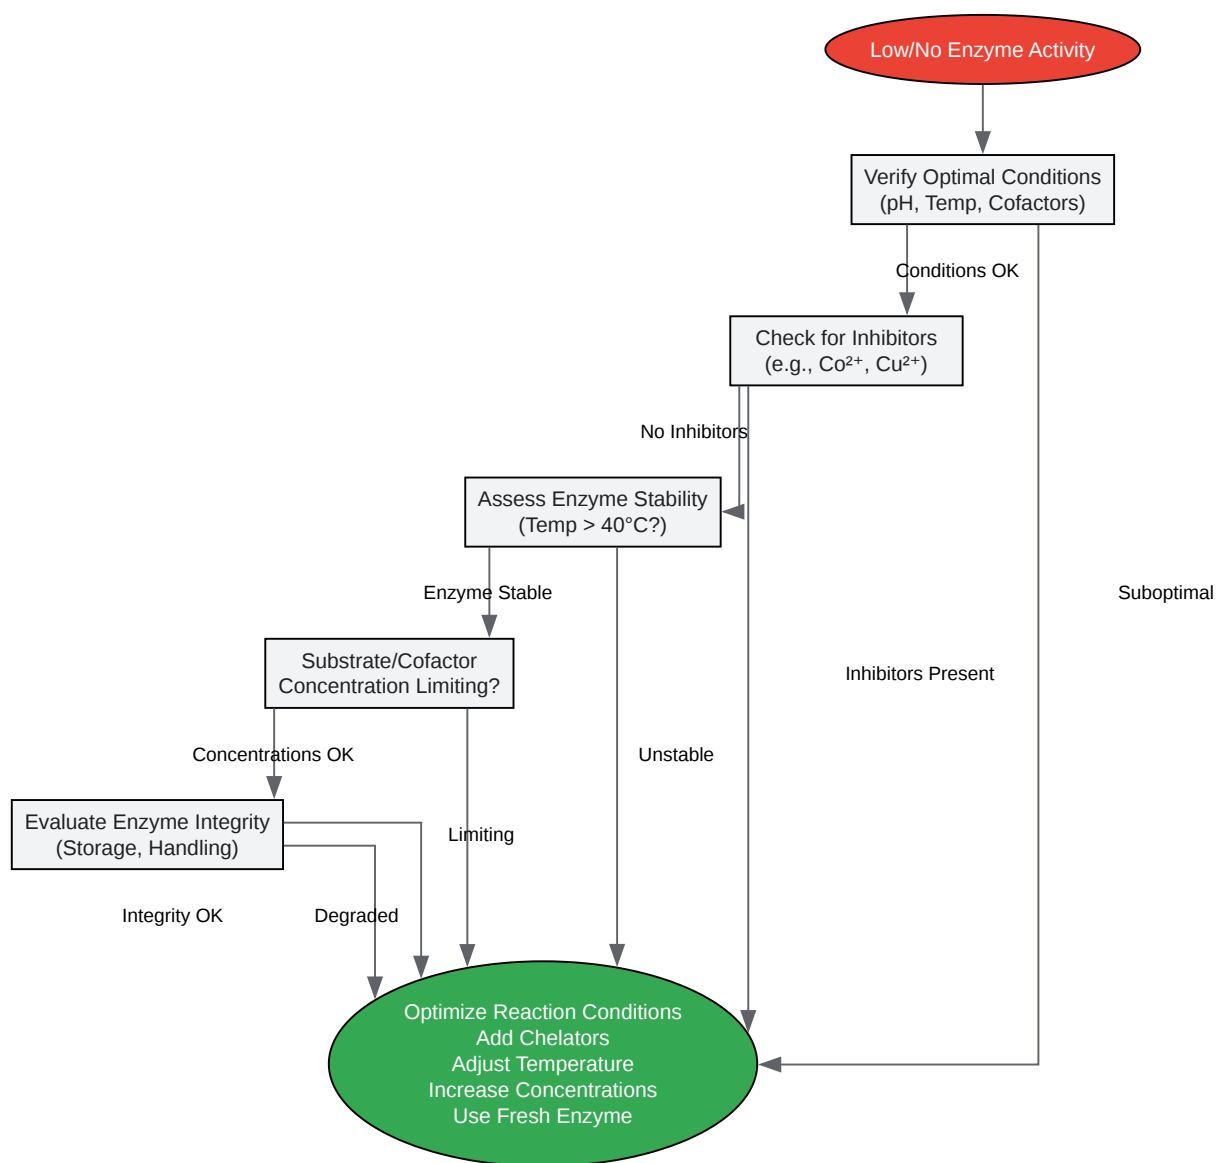 Low/No Enzyme Activity
Verify Optimal Conditions
(pH, Temp, Cofactors)
Conditions OK
Check for Inhibitors
(e.g., Co²⁺, Cu²⁺)
No Inhibitors
Assess Enzyme Stability
(Temp > 40°C?)
Enzyme Stable
Suboptimal
Substrate/Cofactor
Concentration Limiting?
Inhibitors Present
Concentrations OK
Unstable
Evaluate Enzyme Integrity
(Storage, Handling)
Limiting
Integrity OK
Degraded
Optimize Reaction Conditions
Add Chelators
Adjust Temperature
Increase Concentrations
Use Fresh Enzyme